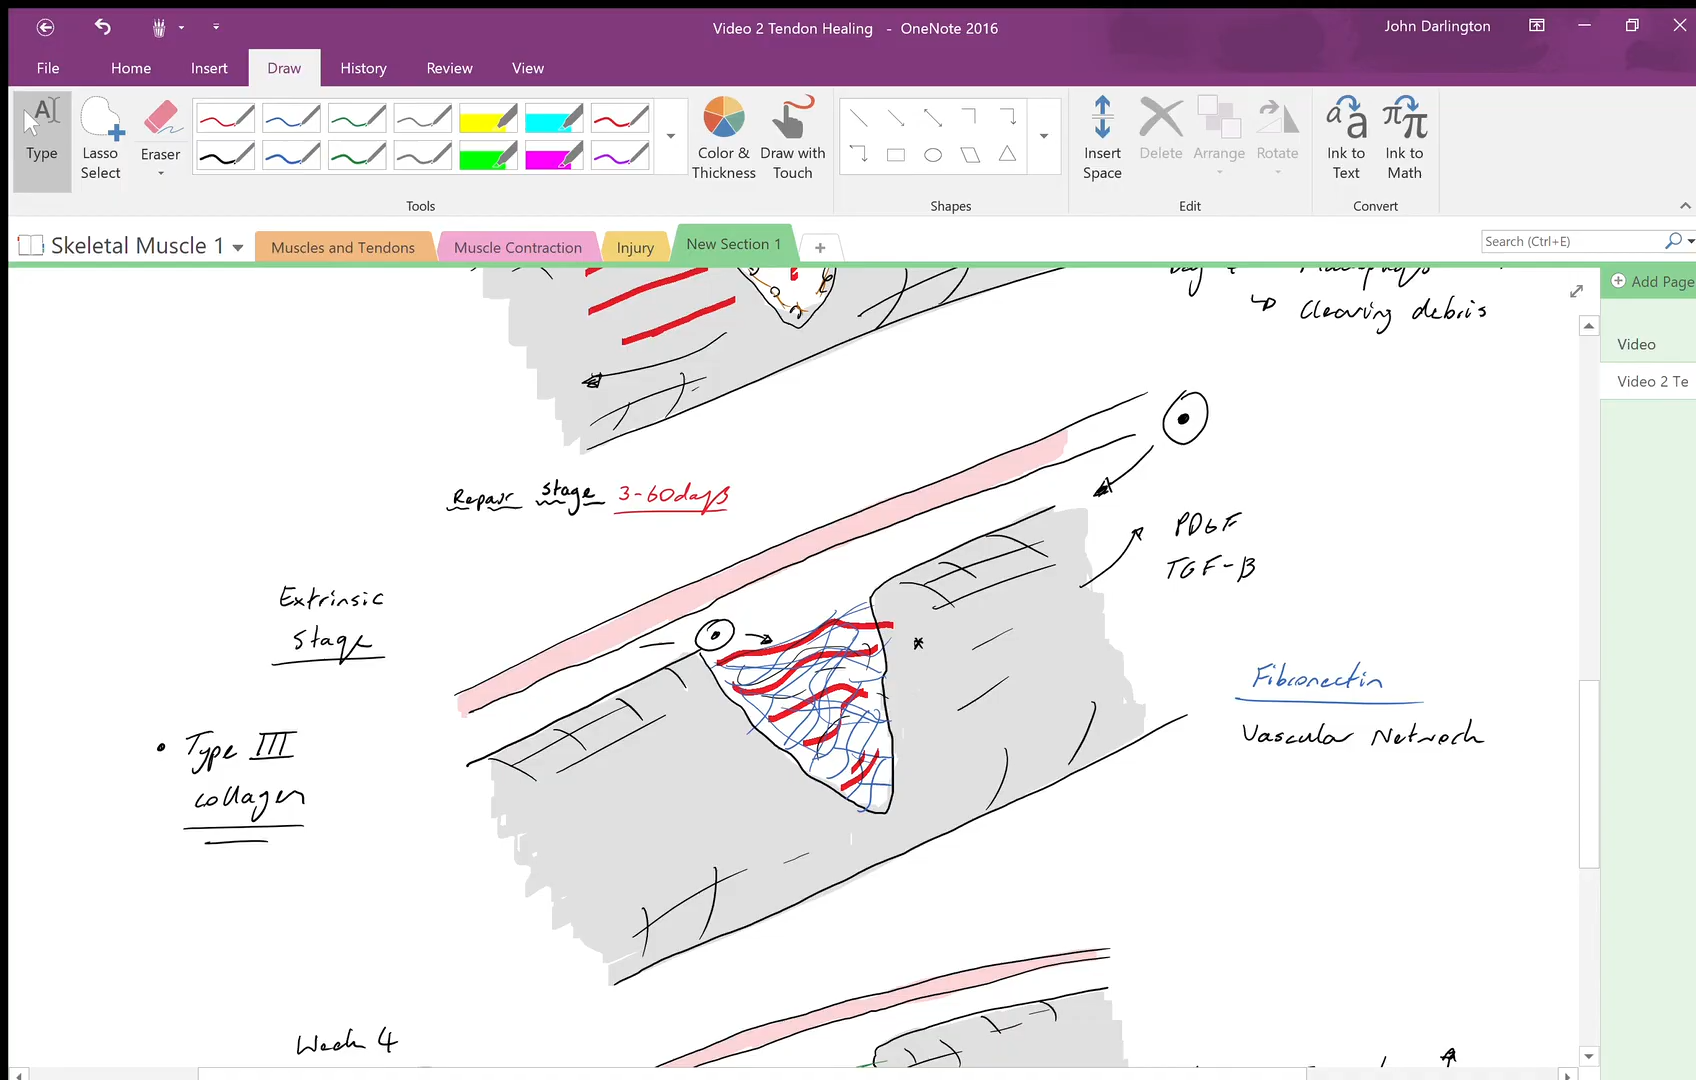 Video 2 Tendon Healing - OneNote 2016
John Darlington
File Home Insert Draw History Review View
Type
Lasso Select
Eraser
Color & Thickness
Draw with Touch
Insert Space
Delete
Arrange
Rotate
Ink to Text
Ink to Math
Tools
Shapes
Edit
Convert
Skeletal Muscle 1
Muscles and Tendons
Muscle Contraction
Injury
New Section 1
Search (Ctrl+E)
Add Page
Video
Video 2 Te
Clearing debris
Repair Stage 3-60days
PDGF
TGF-β
Extrinsic
Stage
Fibronectin
Vascular Network
• Type III
collagen
Week 4